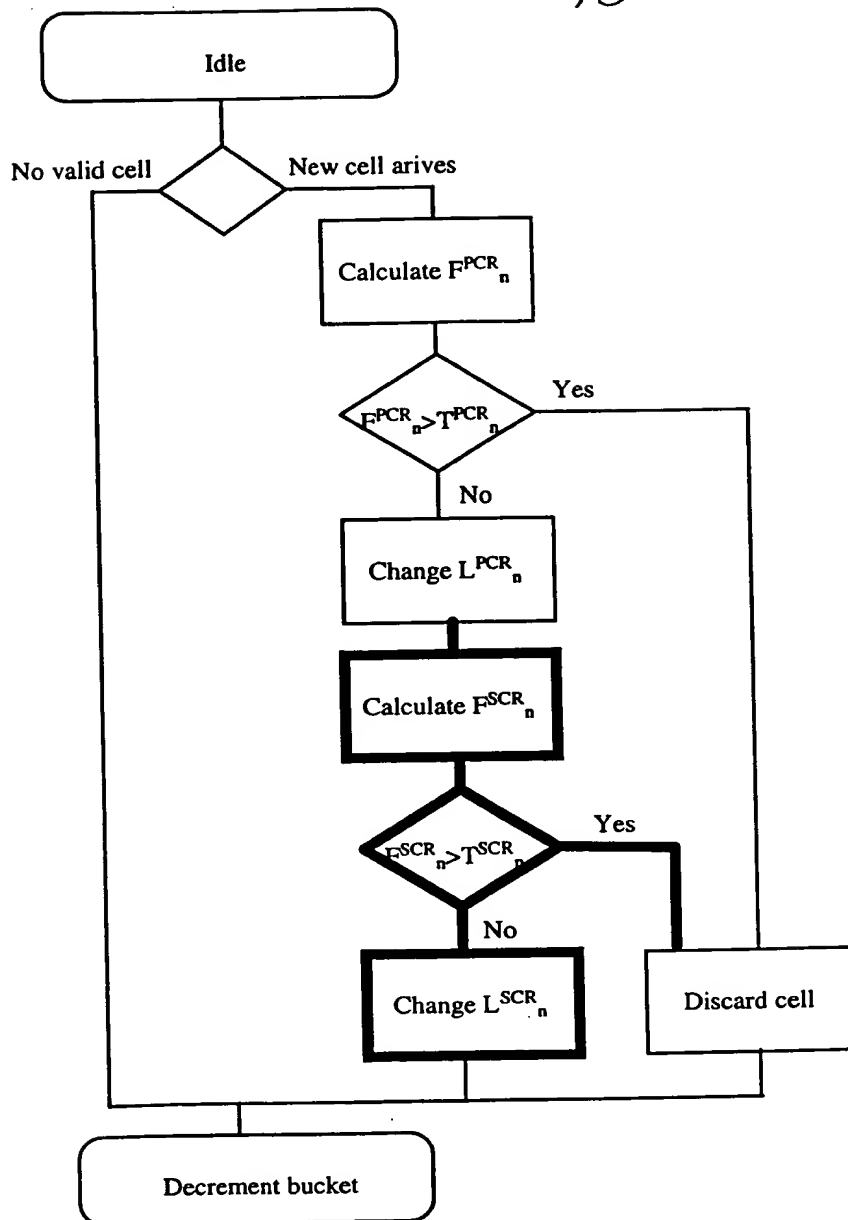 Idle
No valid cell
New cell arives
Calculate F^PCR_n
F^PCR_n>T^PCR_n
Yes
No
Change L^PCR_n
Calculate F^SCR_n
F^SCR_n>T^SCR_n
Yes
No
Change L^SCR_n
Discard cell
Decrement bucket